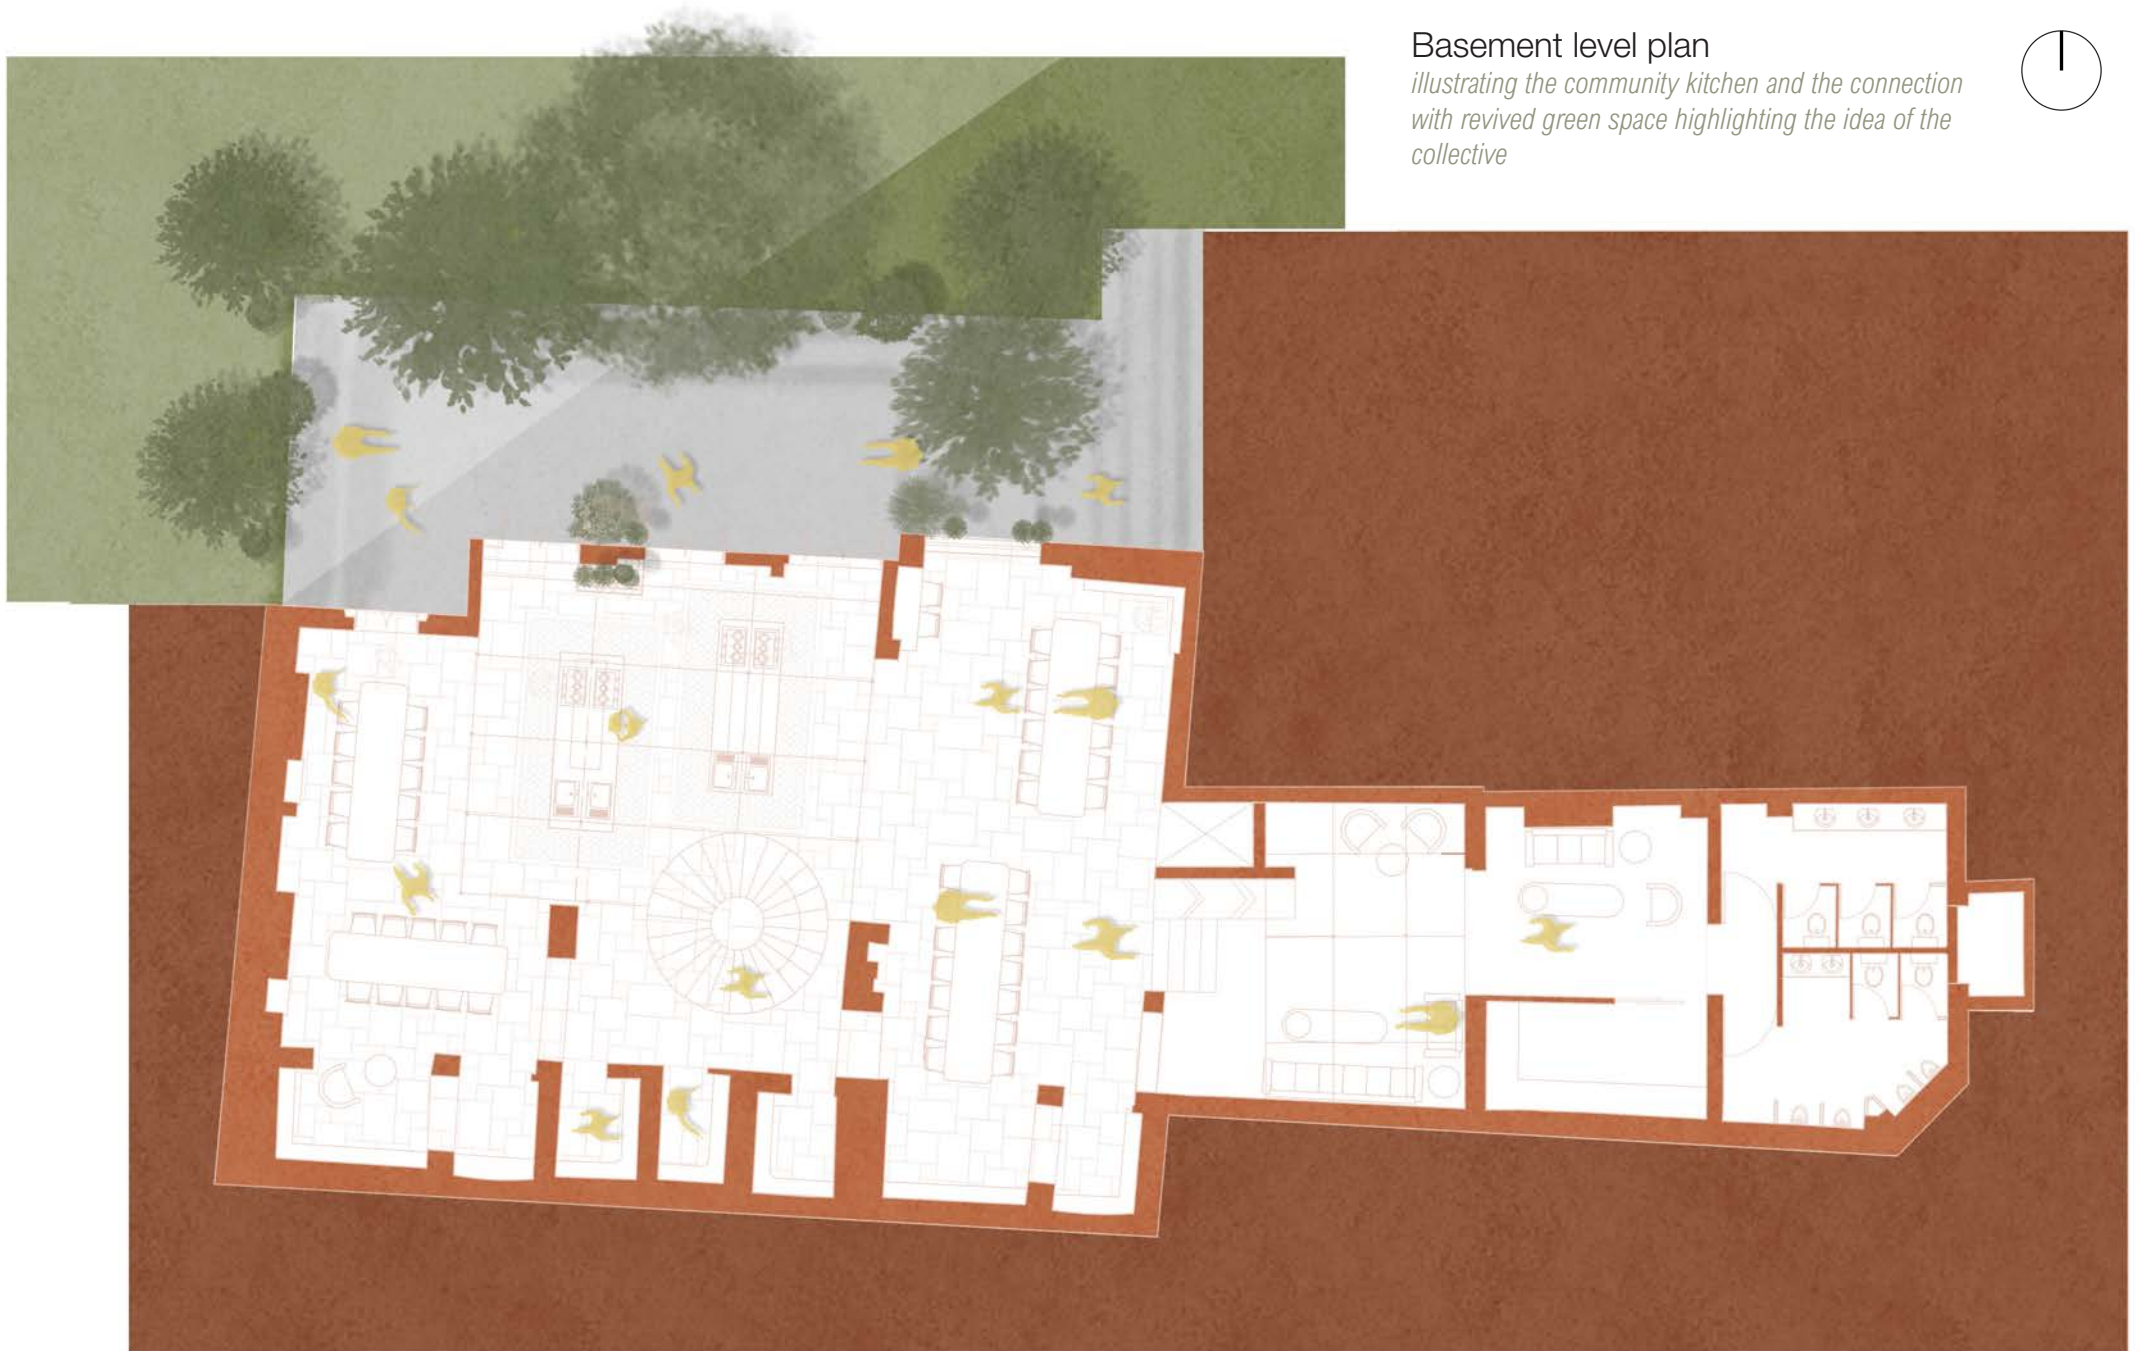 Basement level plan
illustrating the community kitchen and the connection
with revived green space highlighting the idea of the
collective